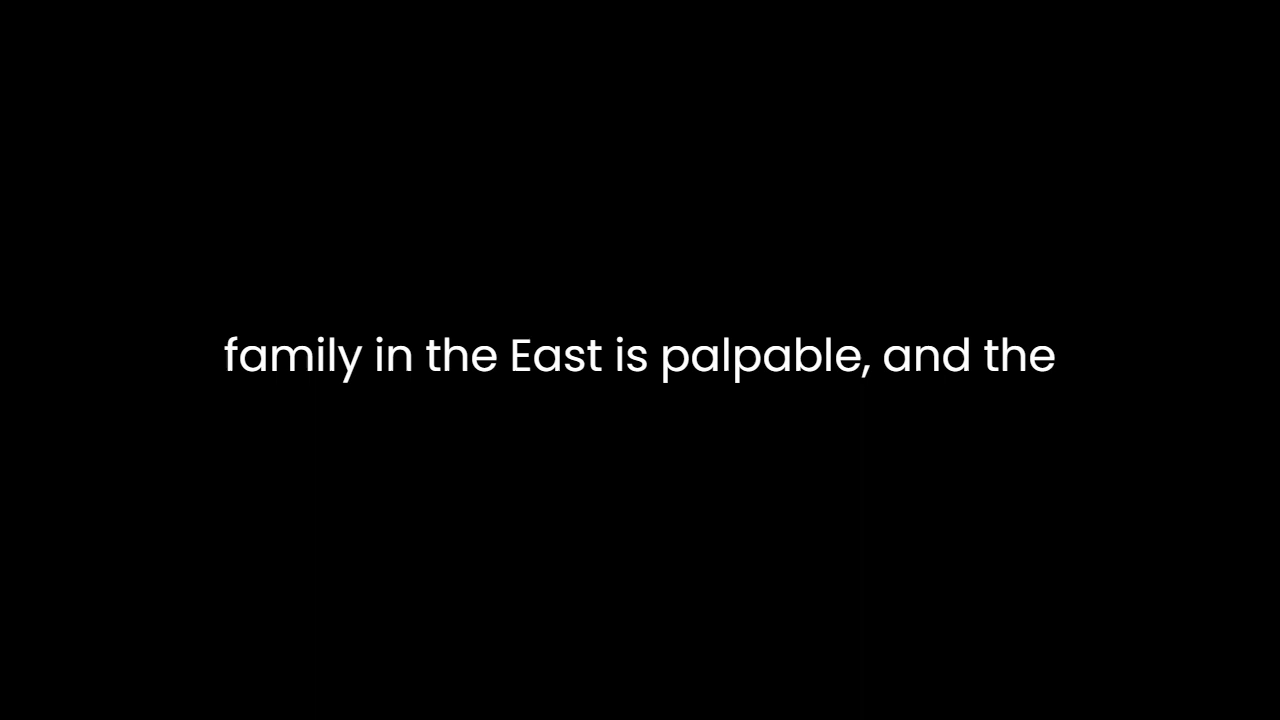 family in the East is palpable, and the